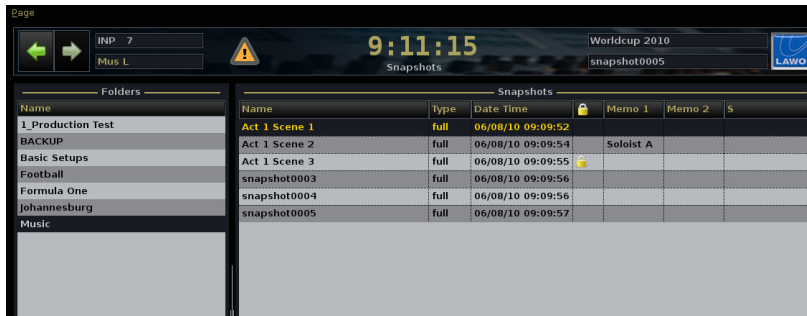 Page
INP 7
Mus L
9:11:15
Snapshots
Worldcup 2010
snapshot0005
LAWO
Folders
Name
1_Production Test
BACKUP
Basic Setups
Football
Formula One
Johannesburg
Music
Snapshots
Name Type Date Time Memo 1 Memo 2 S
Act 1 Scene 1 full 06/08/10 09:09:52
Act 1 Scene 2 full 06/08/10 09:09:54 Soloist A
Act 1 Scene 3 full 06/08/10 09:09:55
snapshot0003 full 06/08/10 09:09:56
snapshot0004 full 06/08/10 09:09:56
snapshot0005 full 06/08/10 09:09:57